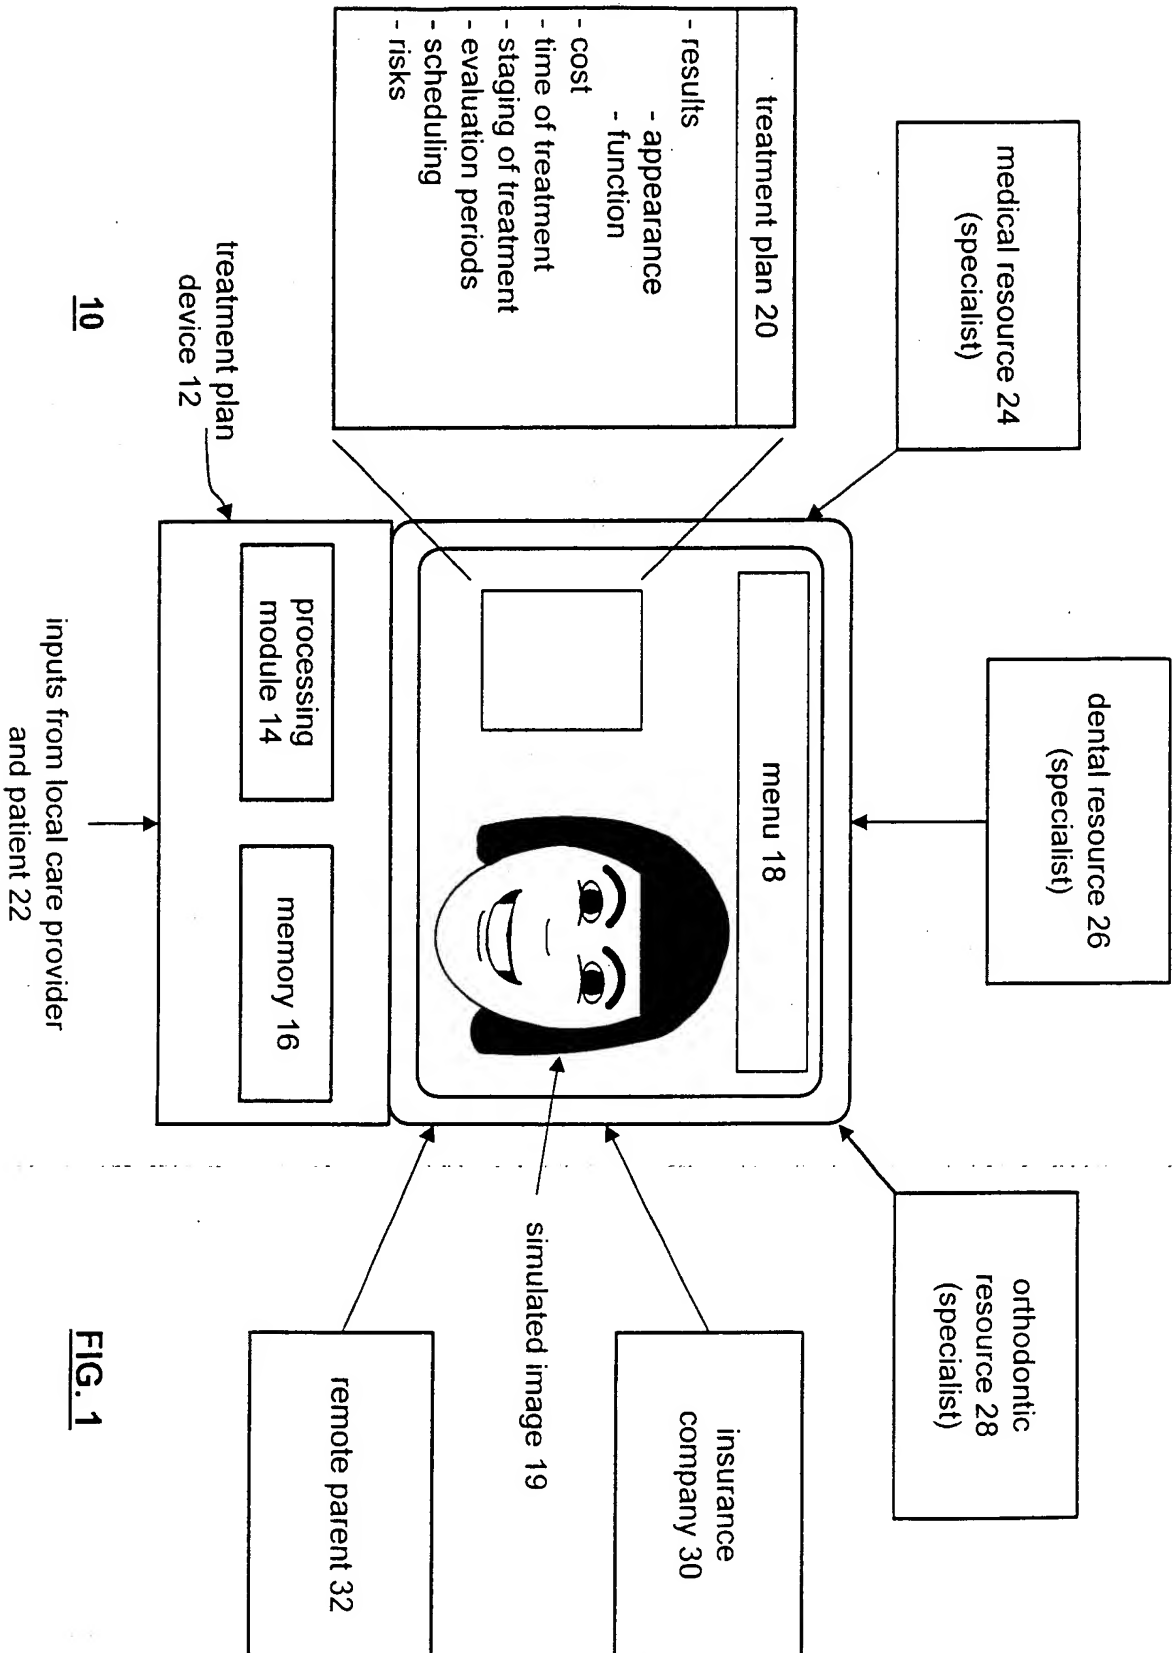 medical resource 24
(specialist)
dental resource 26
(specialist)
orthodontic
resource 28
(specialist)
treatment plan 20
- results
- appearance
- function
- cost
- time of treatment
- staging of treatment
- evaluation periods
- scheduling
- risks
menu 18
insurance
company 30
simulated image 19
remote parent 32
treatment plan
device 12
processing
module 14
memory 16
inputs from local care provider
and patient 22
10
FIG. 1